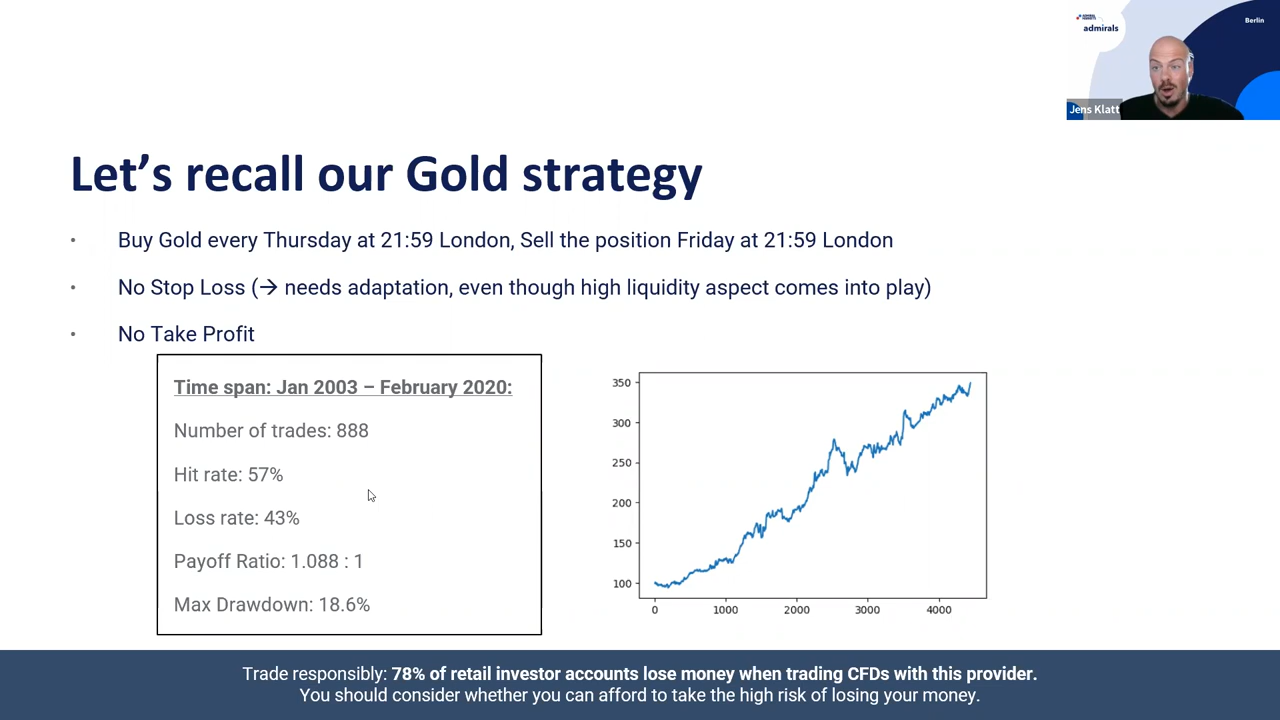 admirals
Berlin
Jens Klatt
Let's recall our Gold strategy
• Buy Gold every Thursday at 21:59 London, Sell the position Friday at 21:59 London
• No Stop Loss (→ needs adaptation, even though high liquidity aspect comes into play)
• No Take Profit
Time span: Jan 2003 – February 2020:
Number of trades: 888
Hit rate: 57%
Loss rate: 43%
Payoff Ratio: 1.088 : 1
Max Drawdown: 18.6%
350
300
250
200
150
100
0 1000 2000 3000 4000
Trade responsibly: 78% of retail investor accounts lose money when trading CFDs with this provider.
You should consider whether you can afford to take the high risk of losing your money.